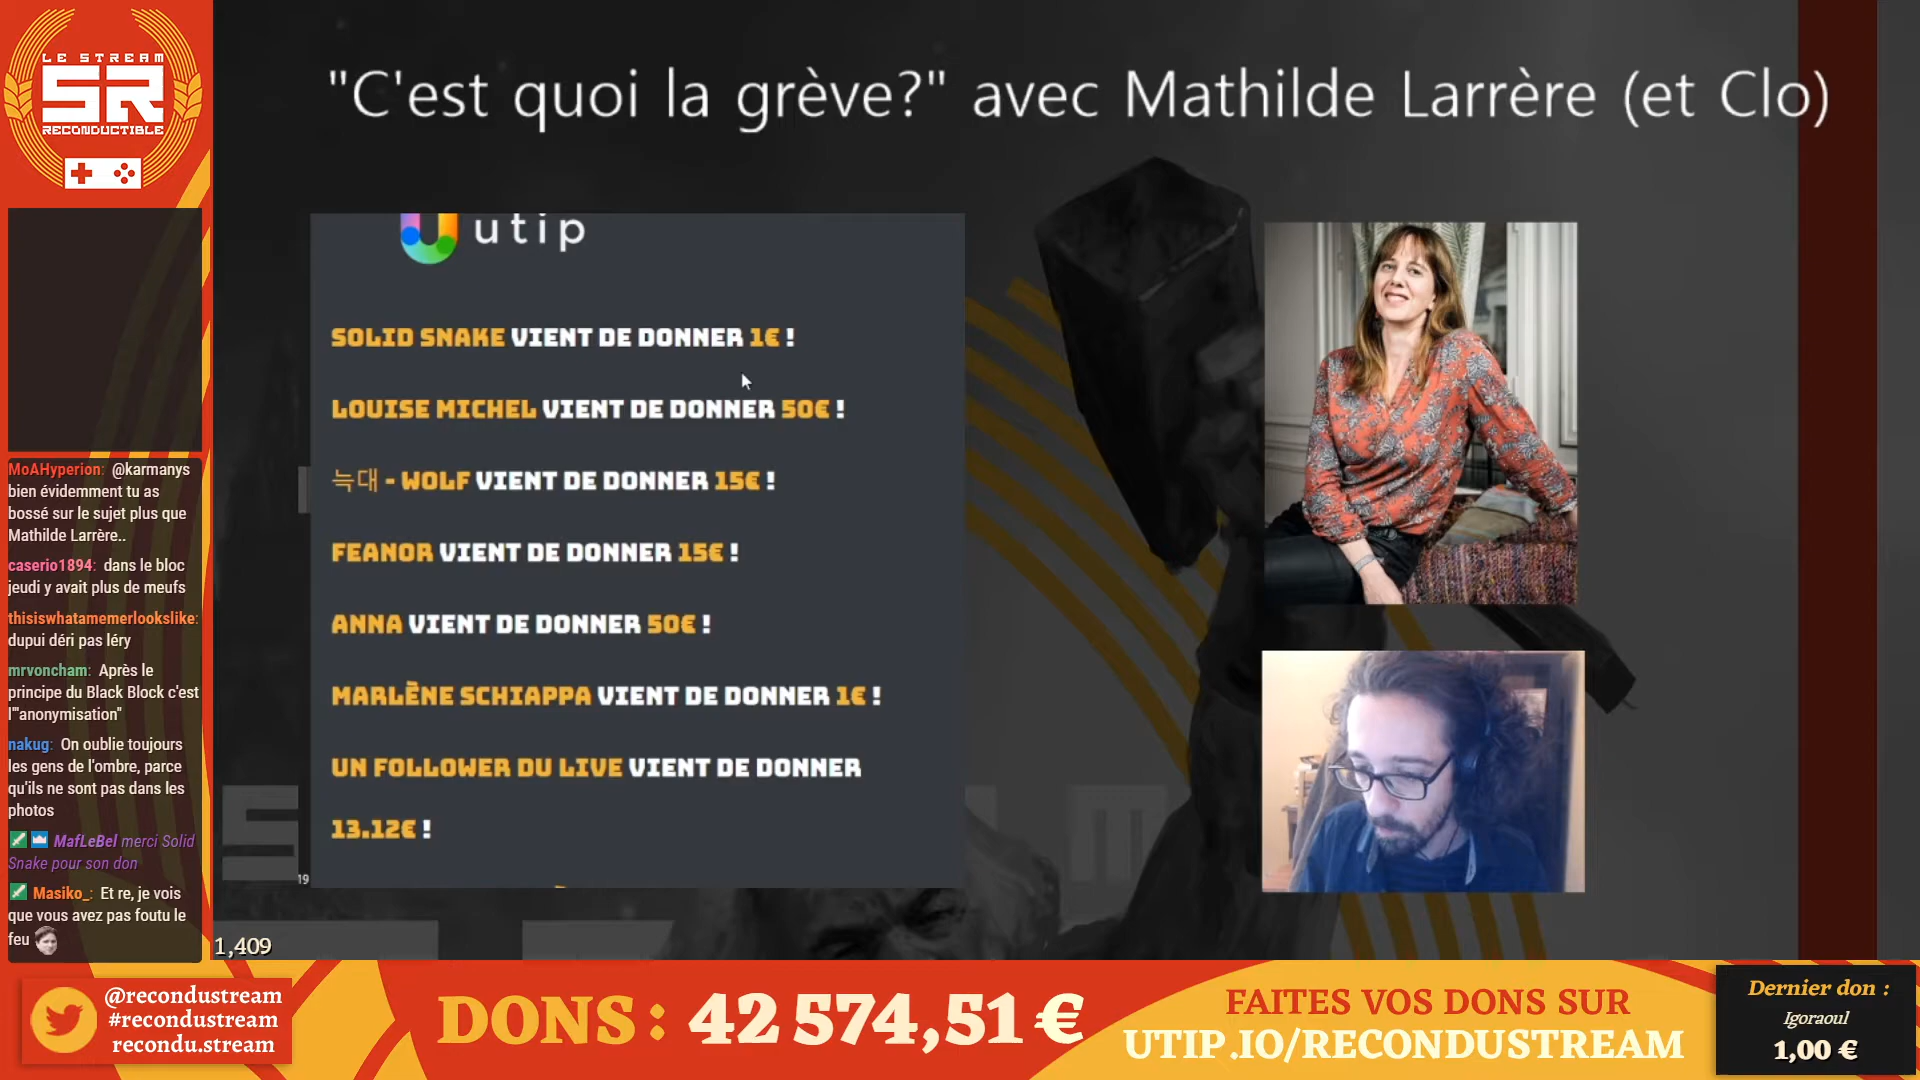 LE STREAM
SR
RECONDUCTIBLE
"C'est quoi la grève?" avec Mathilde Larrère (et Clo)
utip
SOLID SNAKE VIENT DE DONNER 1€ !
LOUISE MICHEL VIENT DE DONNER 50€ !
늑대 - WOLF VIENT DE DONNER 15€ !
FEANOR VIENT DE DONNER 15€ !
ANNA VIENT DE DONNER 50€ !
MARLÈNE SCHIAPPA VIENT DE DONNER 1€ !
UN FOLLOWER DU LIVE VIENT DE DONNER
13.12€ !
MoAHyperion: @karmanys
bien évidemment tu as
bossé sur le sujet plus que
Mathilde Larrère..
caserio1894: dans le bloc
jeudi y avait plus de meufs
thisiswhatamemerlookslike:
dupui déri pas léry
mrvoncham: Après le
principe du Black Block c'est
l'"anonymisation"
nakug: On oublie toujours
les gens de l'ombre, parce
qu'ils ne sont pas dans les
photos
MafLeBel merci Solid
Snake pour son don
Masiko_: Et re, je vois
que vous avez pas foutu le
feu
19
1,409
@recondustream
#recondustream
recondu.stream
DONS : 42 574,51 €
FAITES VOS DONS SUR
UTIP.IO/RECONDUSTREAM
Dernier don :
Igoraoul
1,00 €